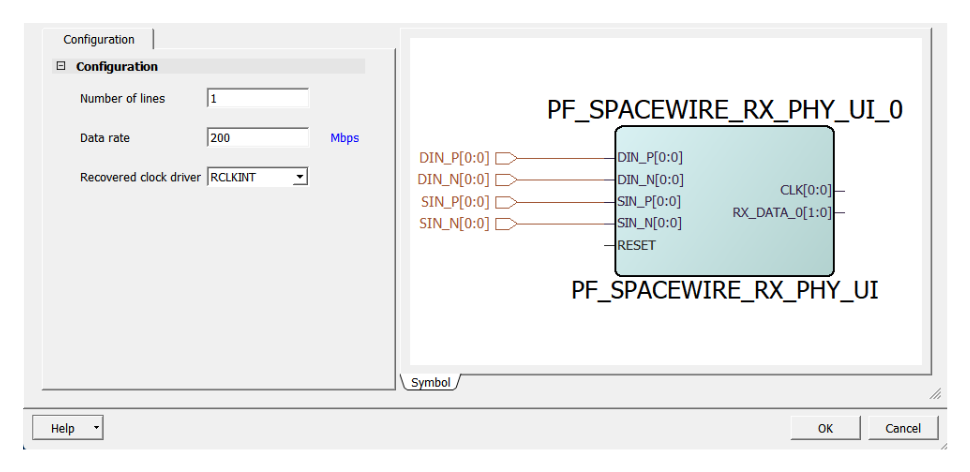 Configuration
Configuration
Number of lines 1
Data rate 200 Mbps
Recovered clock driver RCLKINT
PF_SPACEWIRE_RX_PHY_UI_0
DIN_P[0:0] DIN_P[0:0]
DIN_N[0:0] DIN_N[0:0]
CLK[0:0]
SIN_P[0:0] SIN_P[0:0]
RX_DATA_0[1:0]
SIN_N[0:0] SIN_N[0:0]
RESET
PF_SPACEWIRE_RX_PHY_UI
Symbol
Help OK Cancel